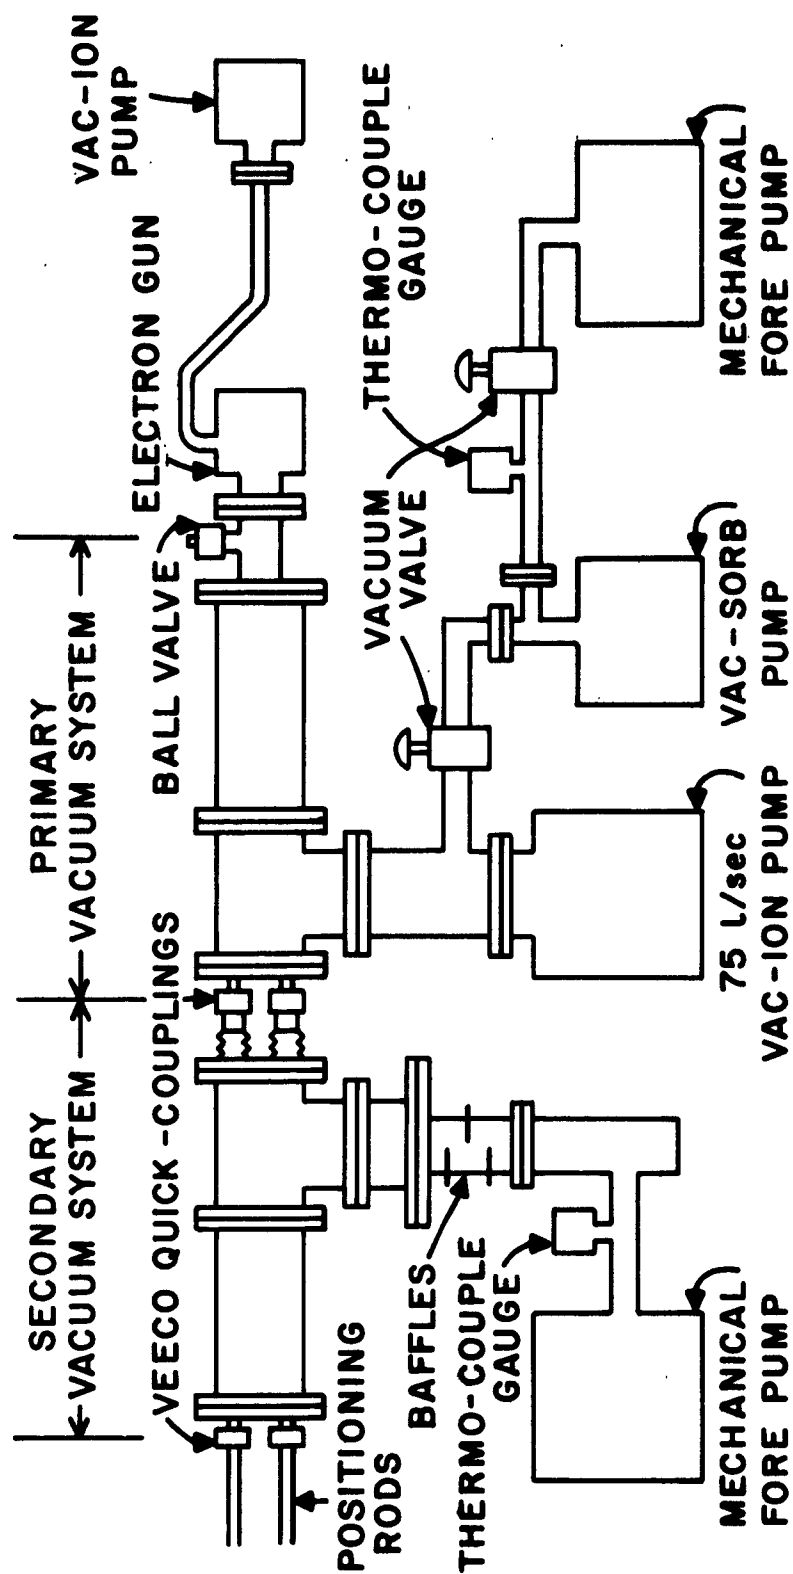 SECONDARY
VACUUM SYSTEM
PRIMARY
VACUUM SYSTEM
VEECO QUICK-COUPLINGS
BALL VALVE
ELECTRON GUN
VAC-ION
PUMP
POSITIONING
RODS
BAFFLES
THERMO-COUPLE
GAUGE
VACUUM
VALVE
THERMO-COUPLE
GAUGE
MECHANICAL
FORE PUMP
75 l/sec
VAC-ION PUMP
VAC-SORB
PUMP
MECHANICAL
FORE PUMP